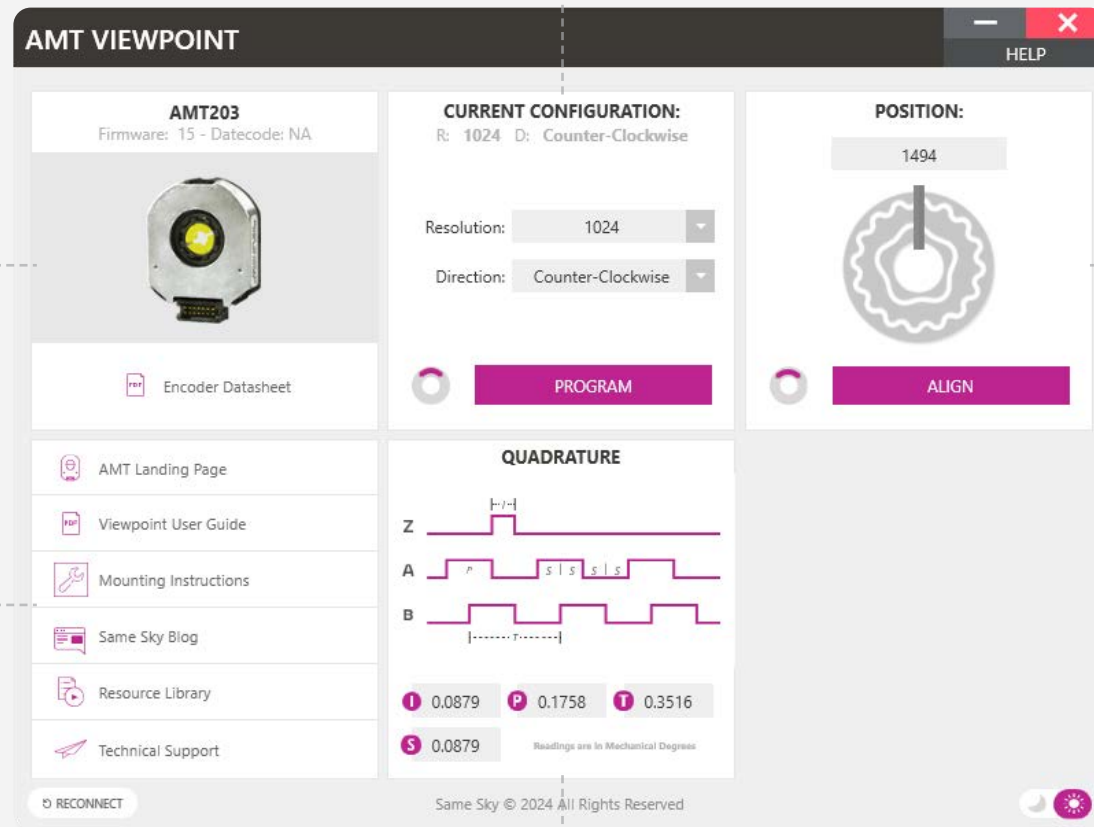 AMT VIEWPOINT
HELP
AMT203
Firmware: 15 - Datecode: NA
PDF
Encoder Datasheet
CURRENT CONFIGURATION:
R: 1024 D: Counter-Clockwise
Resolution: 1024
Direction: Counter-Clockwise
PROGRAM
POSITION:
1494
ALIGN
AMT Landing Page
PDF
Viewpoint User Guide
Mounting Instructions
Same Sky Blog
Resource Library
Technical Support
QUADRATURE
I
Z
A
P
S S S S
B
T
I 0.0879 P 0.1758 T 0.3516
S 0.0879 Readings are in Mechanical Degrees
RECONNECT
Same Sky © 2024 All Rights Reserved